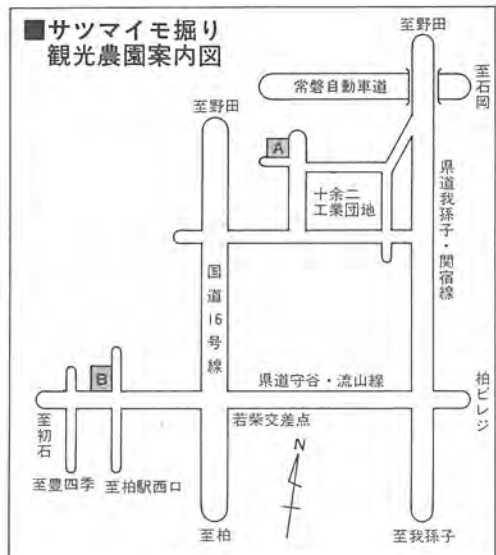 ■サツマイモ掘り
観光農園案内図
至野田
至石岡
常磐自動車道
至野田
A
十余二
工業団地
県道我孫子・関宿線
国道16号線
B
県道守谷・流山線
柏ビレジ
至初石
若柴交差点
N
至豊四季
至柏駅西口
至柏
至我孫子